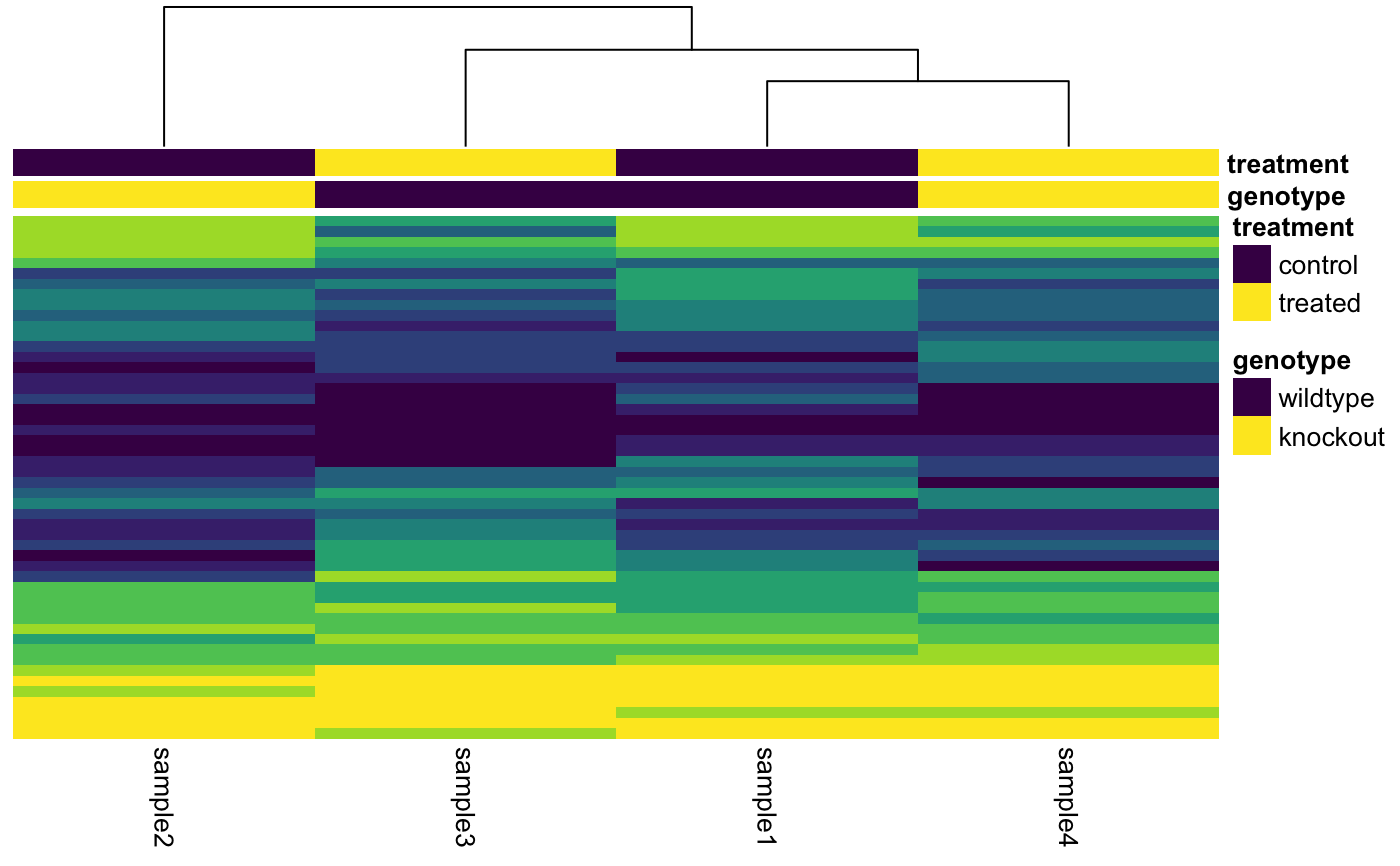 treatment
genotype
treatment
control
treated
genotype
wildtype
knockout
sample2
sample3
sample1
sample4